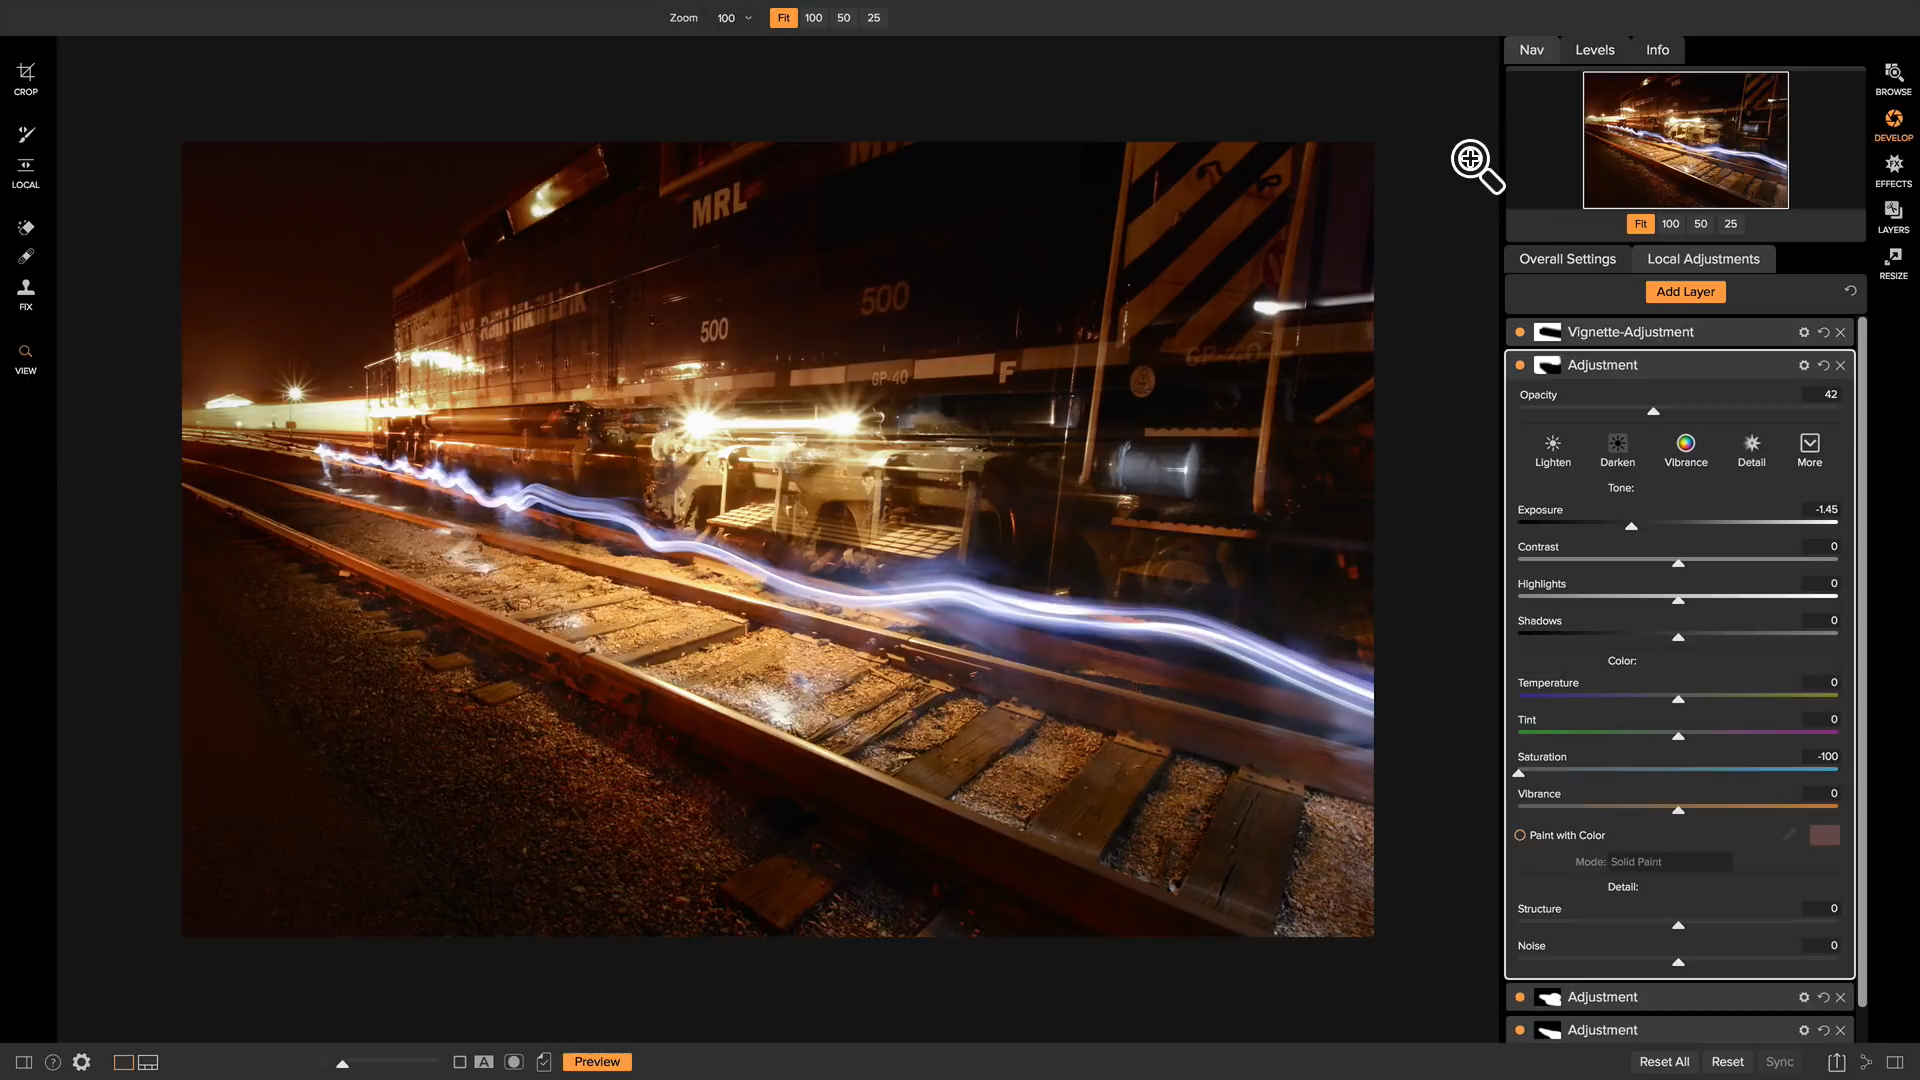 Zoom 100 Fit 100 50 25
Nav Levels Info
CROP
LOCAL
FIX
VIEW
MRL
500
500
GP-40
F
GP-40
Fit 100 50 25
BROWSE
DEVELOP
FX
EFFECTS
LAYERS
RESIZE
Overall Settings Local Adjustments
Add Layer
Vignette-Adjustment
Adjustment
Opacity 42
Lighten Darken Vibrance Detail More
Tone:
Exposure -1.45
Contrast 0
Highlights 0
Shadows 0
Color:
Temperature 0
Tint 0
Saturation -100
Vibrance 0
Paint with Color
Mode: Solid Paint
Detail:
Structure 0
Noise 0
Adjustment
Adjustment
? A Preview
Reset All Reset Sync